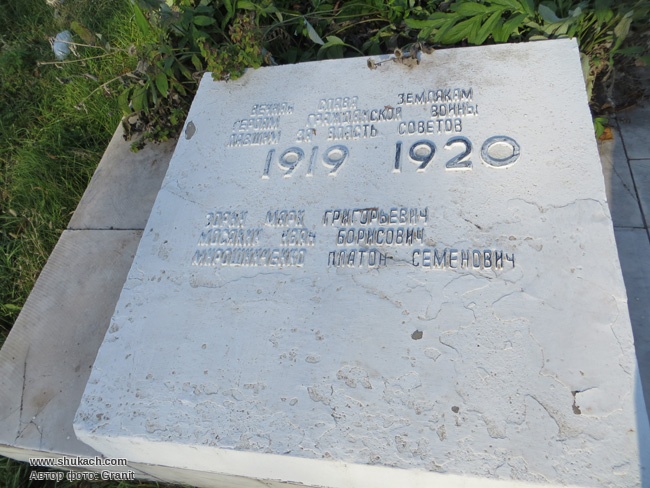 ВЕЧНАЯ СЛАВА ЗЕМЛЯКАМ
ГЕРОЯМ ГРАЖДАНСКОЙ ВОЙНЫ
ПАВШИМ ЗА ВЛАСТЬ СОВЕТОВ
1919 1920
МАРК ГРИГОРЬЕВИЧ
ИВАН БОРИСОВИЧ
МИРОШНИЧЕНКО ПЛАТОН СЕМЕНОВИЧ
www.shukach.com
Автор фото: Granit